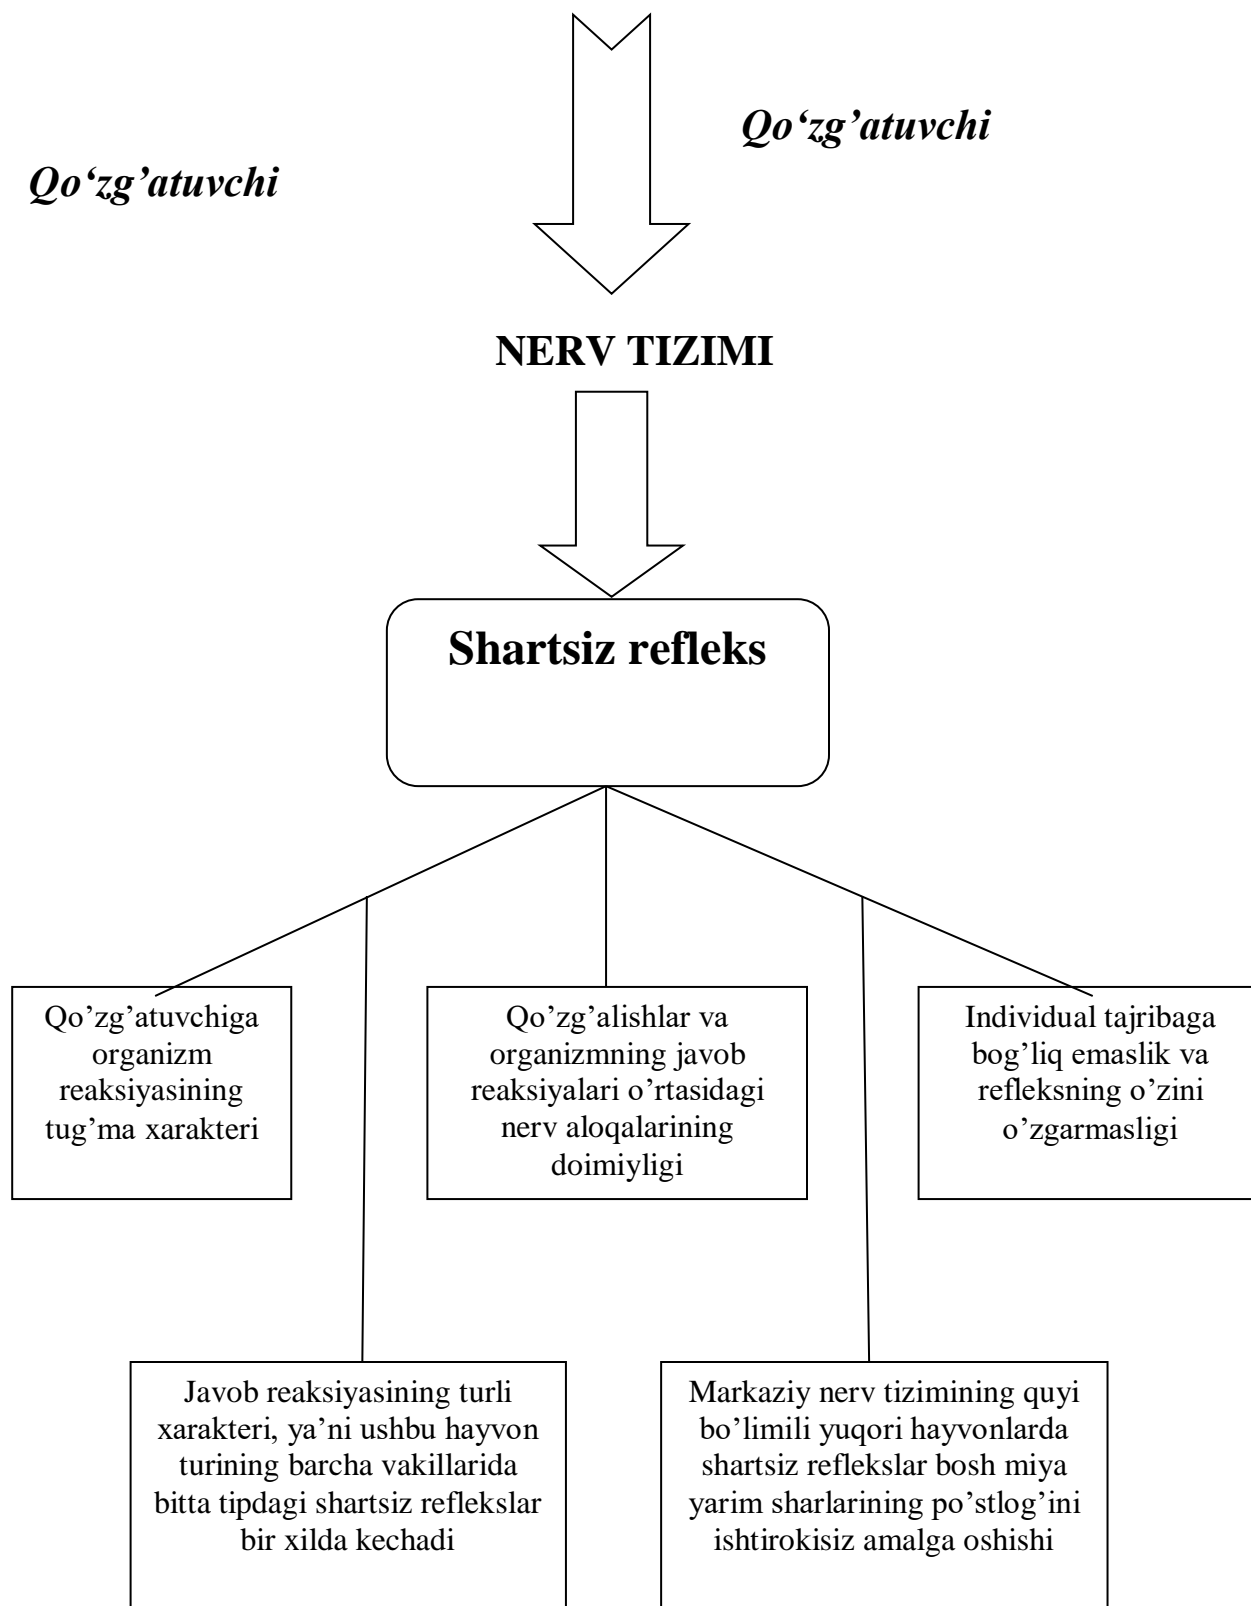 Qo‘zg’atuvchi
Qo‘zg’atuvchi
NERV TIZIMI
Shartsiz refleks
Qo’zg’atuvchiga
organizm
reaksiyasining
tug’ma xarakteri
Qo’zg’alishlar va
organizmning javob
reaksiyalari o’rtasidagi
nerv aloqalarining
doimiyligi
Individual tajribaga
bog’liq emaslik va
refleksning o’zini
o’zgarmasligi
Javob reaksiyasining turli
xarakteri, ya’ni ushbu hayvon
turining barcha vakillarida
bitta tipdagi shartsiz reflekslar
bir xilda kechadi
Markaziy nerv tizimining quyi
bo’limili yuqori hayvonlarda
shartsiz reflekslar bosh miya
yarim sharlarining po’stlog’ini
ishtirokisiz amalga oshishi